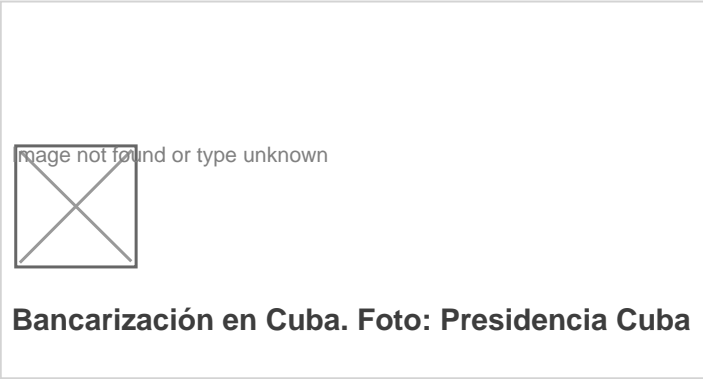 Image not found or type unknown
Bancarización en Cuba. Foto: Presidencia Cuba